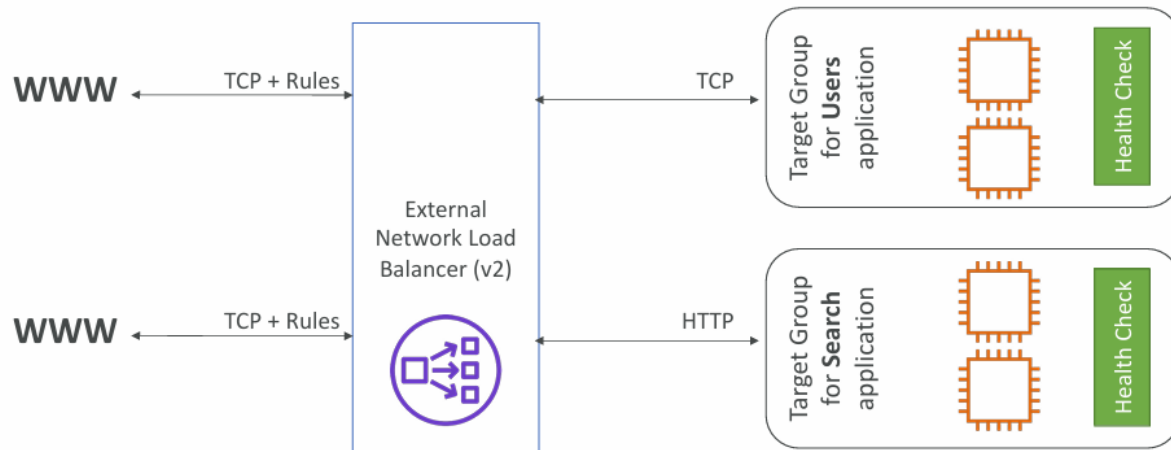 WWW
TCP + Rules
External
Network Load
Balancer (v2)
TCP
Target Group
for Users
application
Health Check
WWW
TCP + Rules
HTTP
Target Group
for Search
application
Health Check